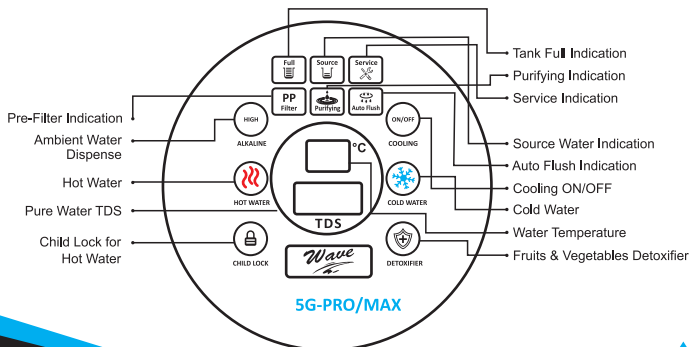 Full
Source
Service
PP
Filter
Purifying
Auto Flush
HIGH
ALKALINE
ON/OFF
COOLING
°C
HOT WATER
COLD WATER
TDS
CHILD LOCK
Wave
DETOXIFIER
5G-PRO/MAX
Pre-Filter Indication
Ambient Water
Dispense
Hot Water
Pure Water TDS
Child Lock for
Hot Water
Tank Full Indication
Purifying Indication
Service Indication
Source Water Indication
Auto Flush Indication
Cooling ON/OFF
Cold Water
Water Temperature
Fruits & Vegetables Detoxifier